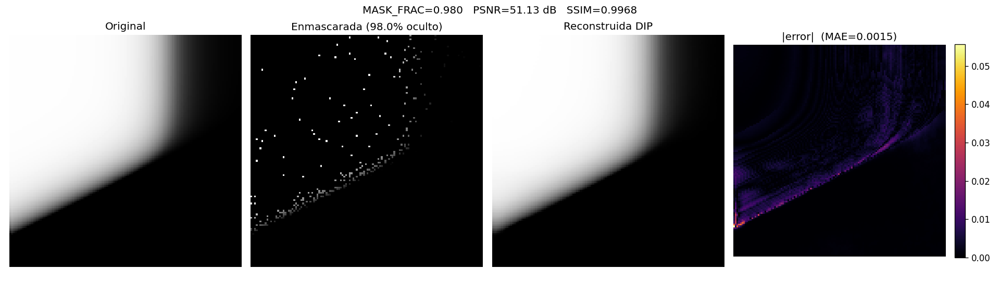 MASK_FRAC=0.980   PSNR=51.13 dB   SSIM=0.9968
Original
Enmascarada (98.0% oculto)
Reconstruida DIP
|error|  (MAE=0.0015)
0.05
0.04
0.03
0.02
0.01
0.00